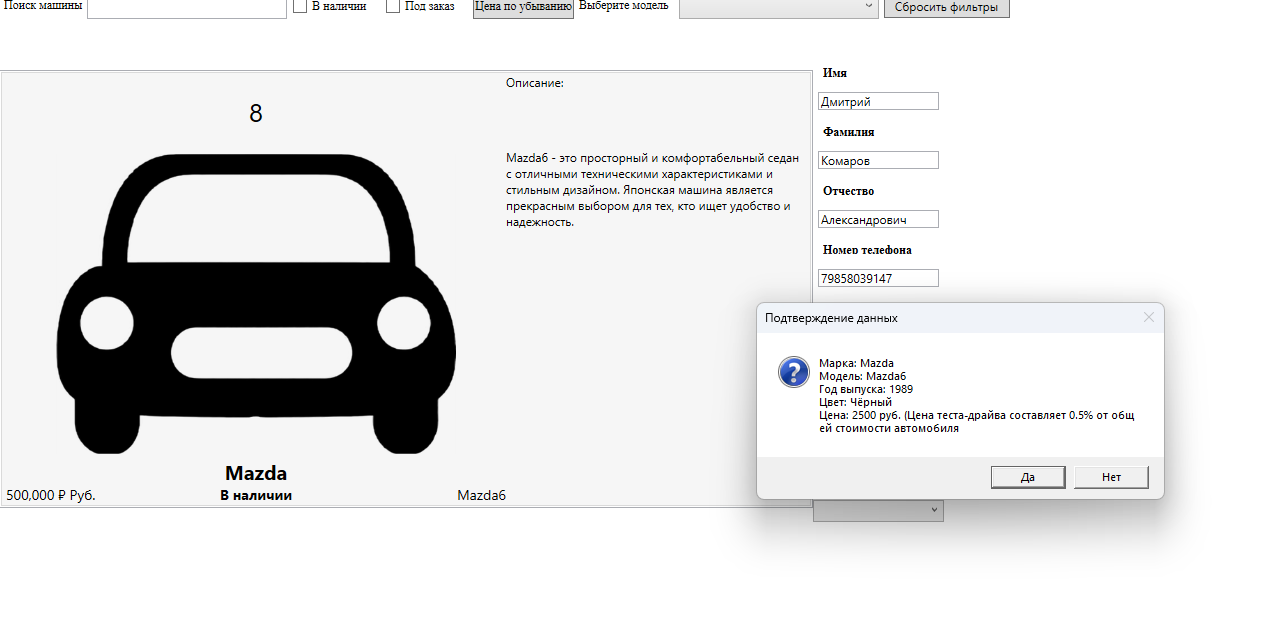 Поиск машины
В наличии
Под заказ
Цена по убыванию
Выберите модель
Сбросить фильтры
8
Описание:
Mazda6 - это просторный и комфортабельный седан
с отличными техническими характеристиками и
стильным дизайном. Японская машина является
прекрасным выбором для тех, кто ищет удобство и
надежность.
Mazda
500,000 ₽ Руб.
В наличии
Mazda6
Имя
Дмитрий
Фамилия
Комаров
Отчество
Александрович
Номер телефона
79858039147
Подтверждение данных
Марка: Mazda
Модель: Mazda6
Год выпуска: 1989
Цвет: Чёрный
Цена: 2500 руб. (Цена теста-драйва составляет 0.5% от общ
ей стоимости автомобиля
Да
Нет